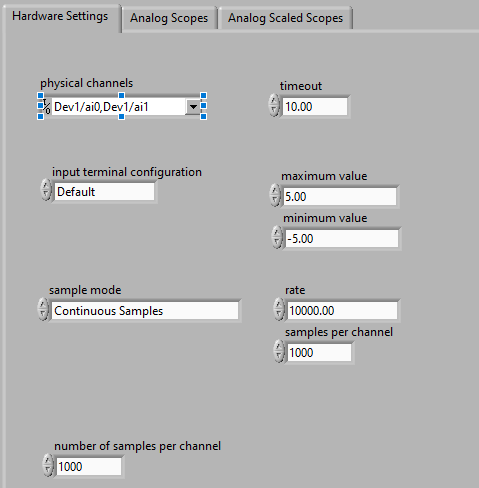 Hardware Settings
Analog Scopes
Analog Scaled Scopes
physical channels
Dev1/ai0,Dev1/ai1
timeout
10.00
input terminal configuration
Default
maximum value
5.00
minimum value
-5.00
sample mode
Continuous Samples
rate
10000.00
samples per channel
1000
number of samples per channel
1000